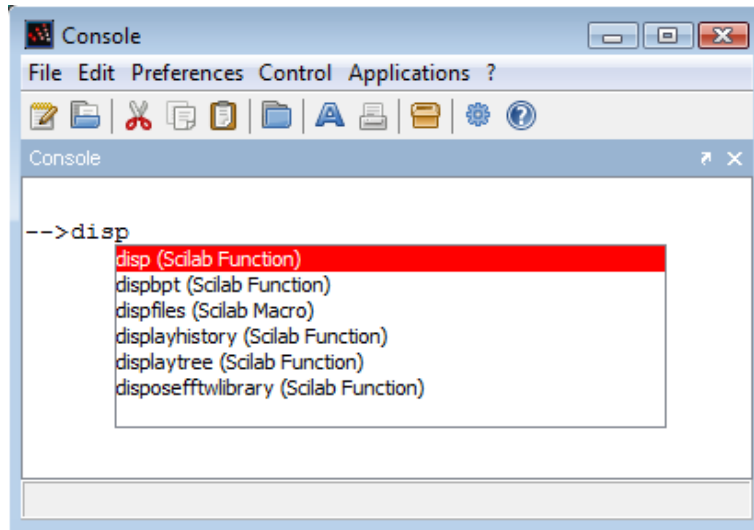 Console
File Edit Preferences Control Applications ?
Console
-->disp
disp (Scilab Function)
dispbpt (Scilab Function)
dispfiles (Scilab Macro)
displayhistory (Scilab Function)
displaytree (Scilab Function)
disposefftwlibrary (Scilab Function)